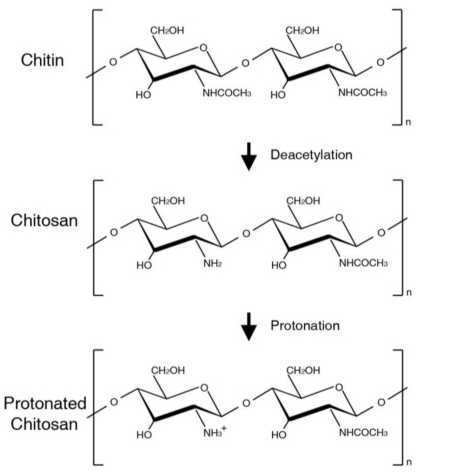 CH₂OH CH₂OH
Chitin
O O O O O
HO NHCOCH₃ HO NHCOCH₃
n
Deacetylation
CH₂OH CH₂OH
Chitosan
O O O O O
HO NH₂ HO NHCOCH₃
n
Protonation
CH₂OH CH₂OH
Protonated
Chitosan
O O O O O
HO NH₃⁺ HO NHCOCH₃
n